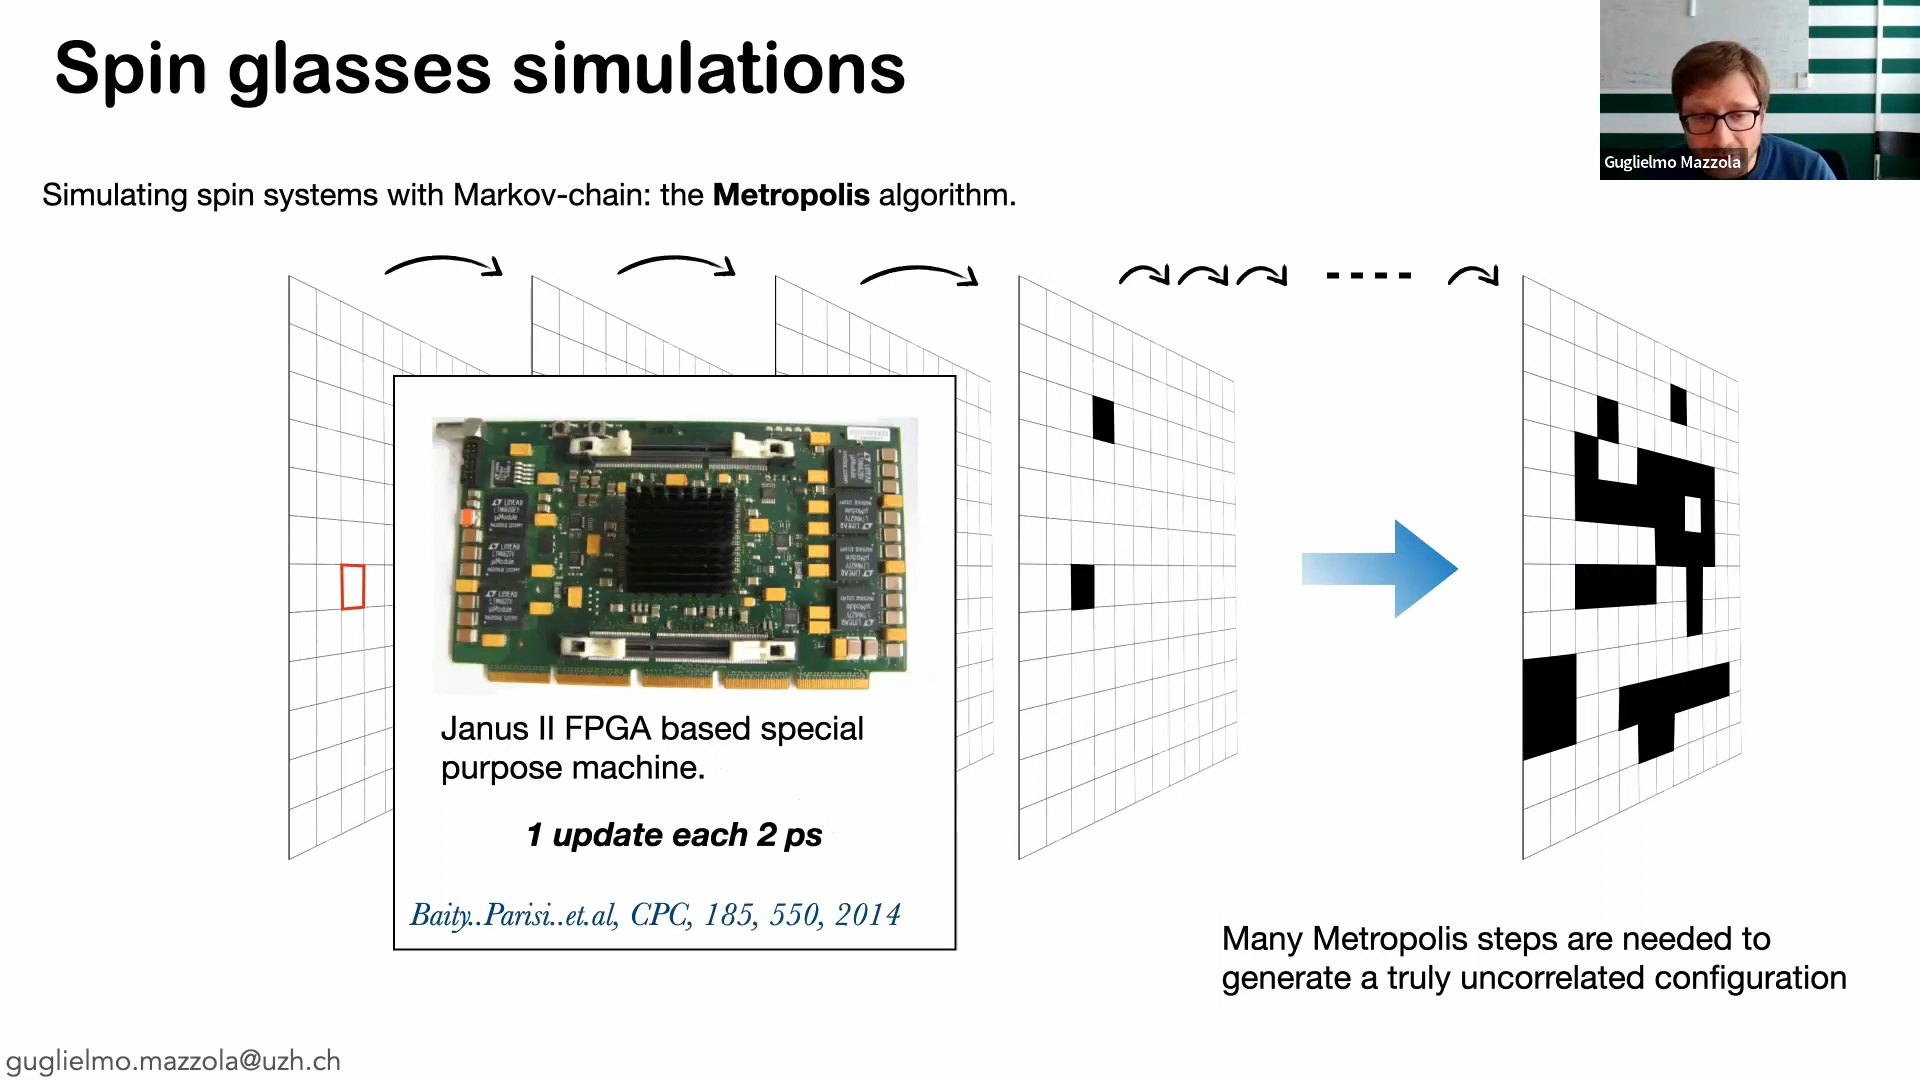 Spin glasses simulations
Guglielmo Mazzola
Simulating spin systems with Markov-chain: the Metropolis algorithm.
Janus II FPGA based special
purpose machine.
1 update each 2 ps
Baity..Parisi..et.al, CPC, 185, 550, 2014
Many Metropolis steps are needed to
generate a truly uncorrelated configuration
guglielmo.mazzola@uzh.ch